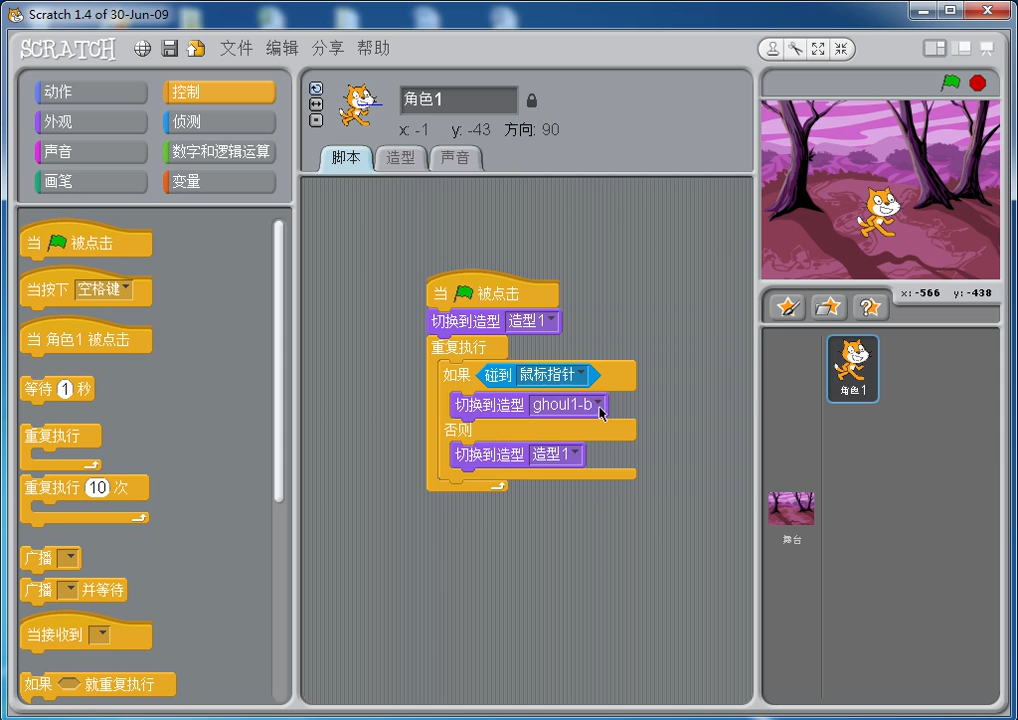 Scratch 1.4 of 30-Jun-09
SCRATCH 文件 编辑 分享 帮助
动作 控制
外观 侦测
声音 数字和逻辑运算
画笔 变量
当 被点击
当按下 空格键
当 角色1 被点击
等待 1 秒
重复执行
重复执行 10 次
广播
广播 并等待
当接收到
如果 就重复执行
角色1
x: -1 y: -43 方向: 90
脚本 造型 声音
当 被点击
切换到造型 造型1
重复执行
如果 碰到 鼠标指针
切换到造型 ghoul1-b
否则
切换到造型 造型1
x: -566 y: -438
角色1
舞台